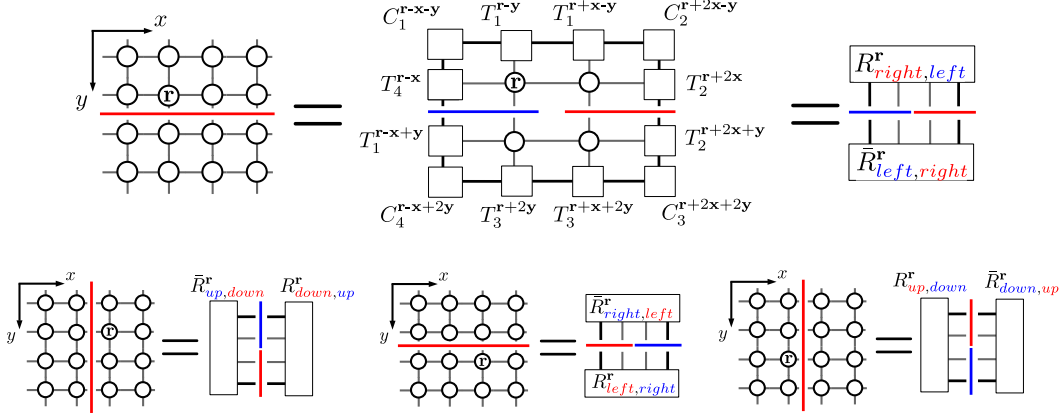 x
C_1^{r-x-y} T_1^{r-y} T_1^{r+x-y} C_2^{r+2x-y}
T_4^{r-x} r T_2^{r+2x}
R^r_{right,left}
y r
=
=
T_1^{r-x+y} T_2^{r+2x+y}
R̄^r_{left,right}
C_4^{r-x+2y} T_3^{r+2y} T_3^{r+x+2y} C_3^{r+2x+2y}
x
R̄^r_{up,down} R^r_{down,up}
y r
=
x
R̄^r_{right,left}
y
=
r
R^r_{left,right}
x
R^r_{up,down} R̄^r_{down,up}
y
=
r